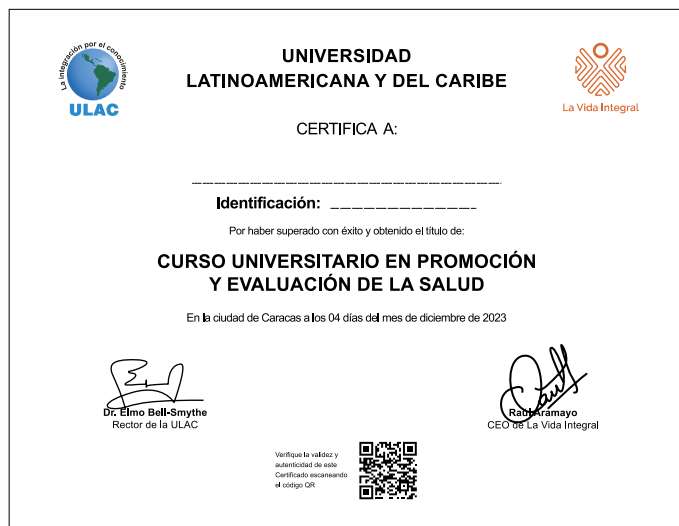 La integración por el conocimiento
ULAC
UNIVERSIDAD
LATINOAMERICANA Y DEL CARIBE
La Vida Integral
CERTIFICA A:
Identificación:
Por haber superado con éxito y obtenido el título de:
CURSO UNIVERSITARIO EN PROMOCIÓN
Y EVALUACIÓN DE LA SALUD
En la ciudad de Caracas a los 04 días del mes de diciembre de 2023
Dr. Elmo Bell-Smythe
Rector de la ULAC
Raúl Aramayo
CEO de La Vida Integral
Verifique la validez y
autenticidad de este
Certificado escaneando
el código QR